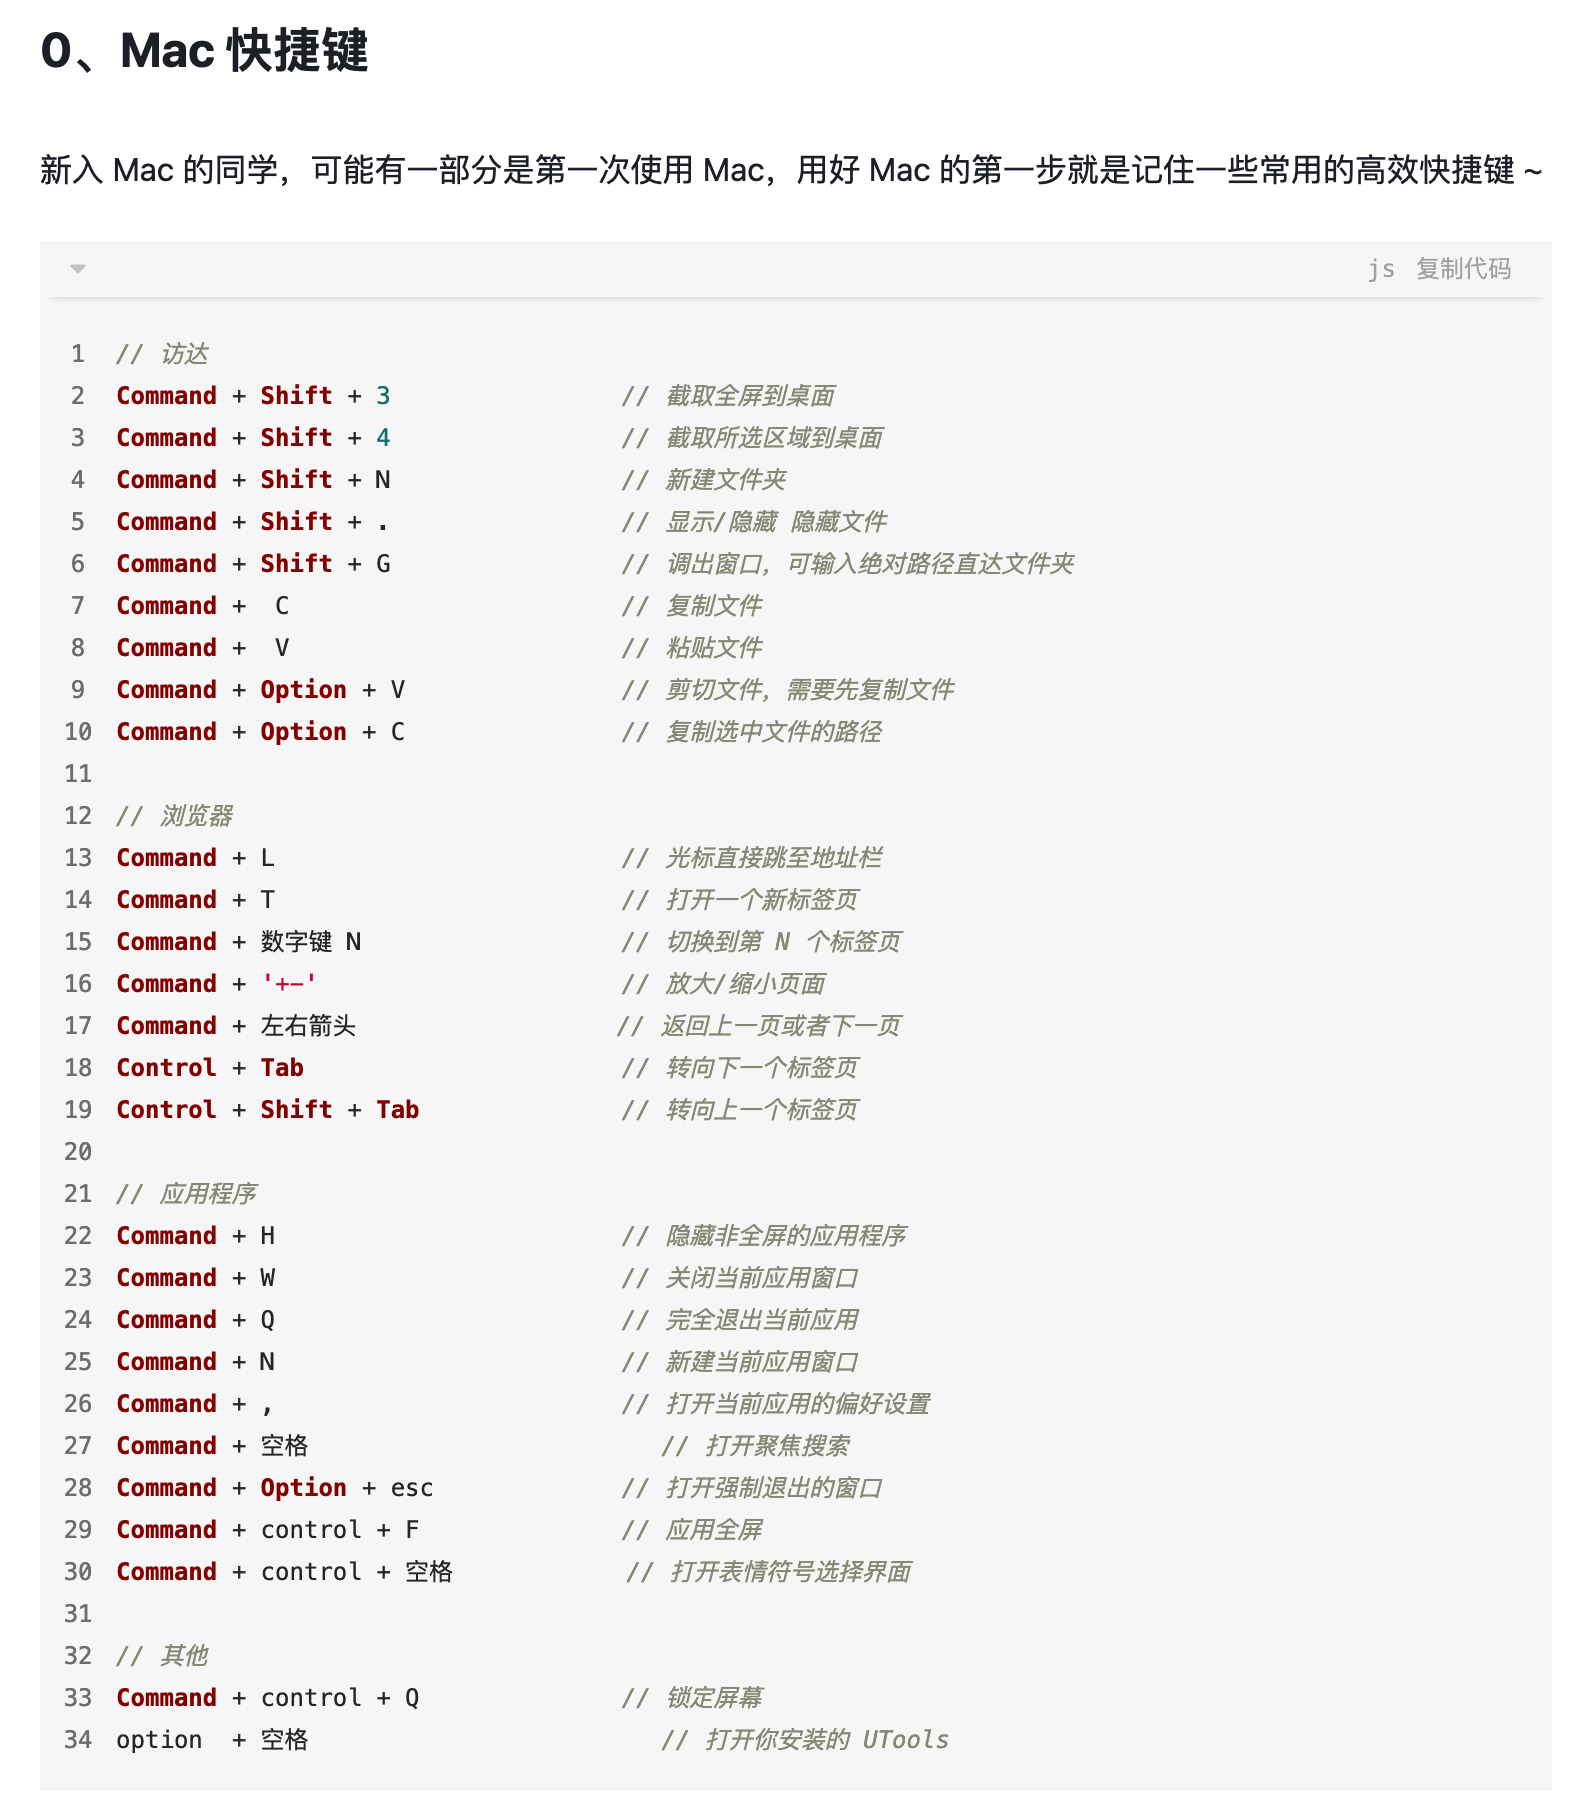 0、Mac 快捷键
新入 Mac 的同学，可能有一部分是第一次使用 Mac，用好 Mac 的第一步就是记住一些常用的高效快捷键 ~
js 复制代码
1 // 访达
2 Command + Shift + 3 // 截取全屏到桌面
3 Command + Shift + 4 // 截取所选区域到桌面
4 Command + Shift + N // 新建文件夹
5 Command + Shift + . // 显示/隐藏 隐藏文件
6 Command + Shift + G // 调出窗口，可输入绝对路径直达文件夹
7 Command +  C // 复制文件
8 Command +  V // 粘贴文件
9 Command + Option + V // 剪切文件，需要先复制文件
10 Command + Option + C // 复制选中文件的路径
11
12 // 浏览器
13 Command + L // 光标直接跳至地址栏
14 Command + T // 打开一个新标签页
15 Command + 数字键 N // 切换到第 N 个标签页
16 Command + '+-' // 放大/缩小页面
17 Command + 左右箭头 // 返回上一页或者下一页
18 Control + Tab // 转向下一个标签页
19 Control + Shift + Tab // 转向上一个标签页
20
21 // 应用程序
22 Command + H // 隐藏非全屏的应用程序
23 Command + W // 关闭当前应用窗口
24 Command + Q // 完全退出当前应用
25 Command + N // 新建当前应用窗口
26 Command + , // 打开当前应用的偏好设置
27 Command + 空格 // 打开聚焦搜索
28 Command + Option + esc // 打开强制退出的窗口
29 Command + control + F // 应用全屏
30 Command + control + 空格 // 打开表情符号选择界面
31
32 // 其他
33 Command + control + Q // 锁定屏幕
34 option  + 空格 // 打开你安装的 UTools